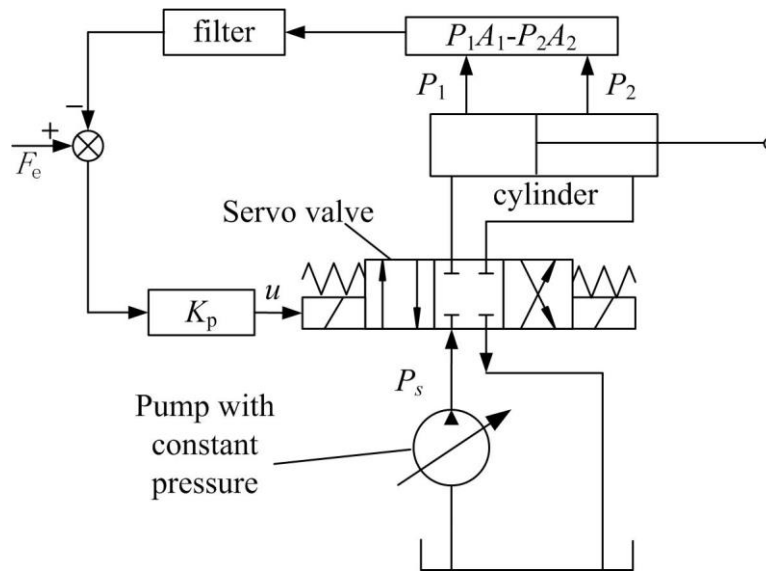 filter
P₁A₁-P₂A₂
P₁
P₂
−
+
Fₑ
cylinder
Servo valve
Kₚ
u
Pₛ
Pump with
constant
pressure